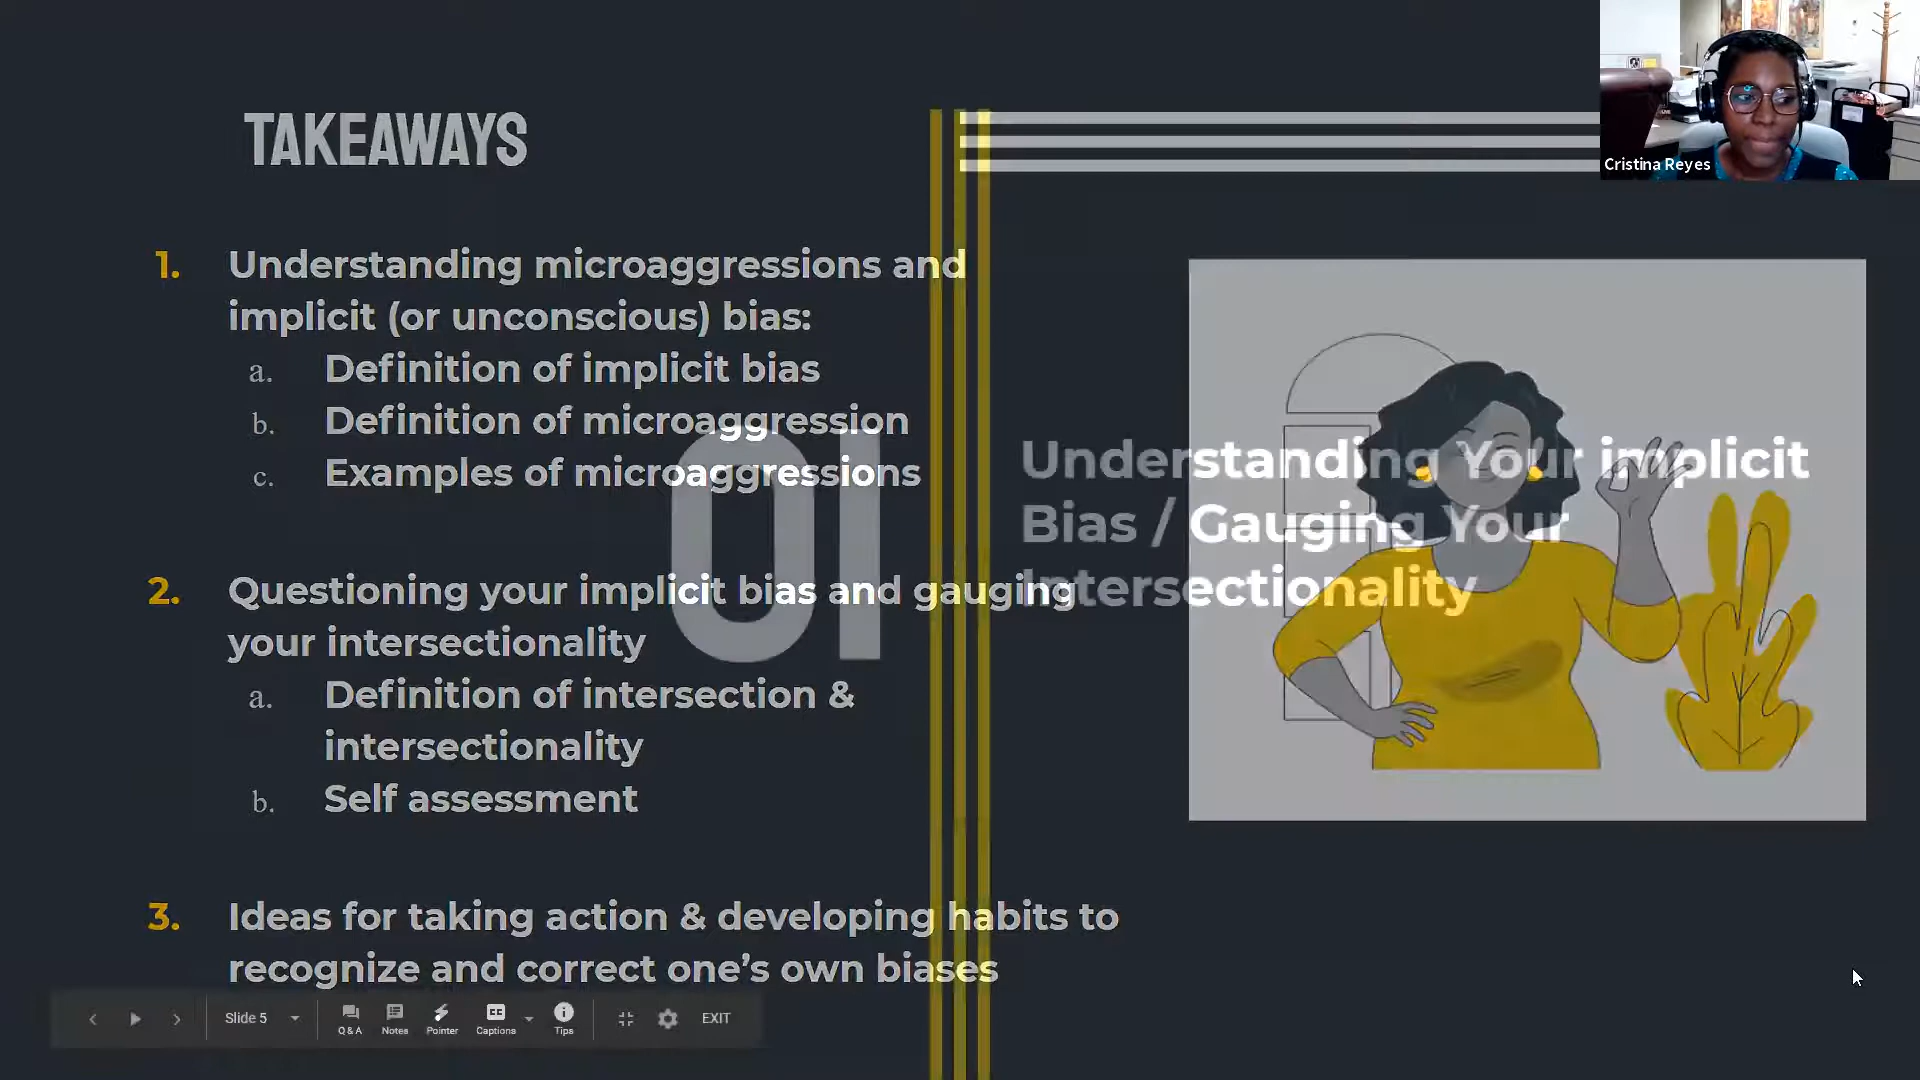 TAKEAWAYS
Cristina Reyes
1. Understanding microaggressions and
implicit (or unconscious) bias:
a. Definition of implicit bias
b. Definition of microaggression
c. Examples of microaggressions
2. Questioning your implicit bias and gauging
your intersectionality
a. Definition of intersection &
intersectionality
b. Self assessment
3. Ideas for taking action & developing habits to
recognize and correct one’s own biases
01
Understanding Your implicit
Bias / Gauging Your
Intersectionality
Slide 5
Q & A
Notes
Pointer
Captions
Tips
EXIT